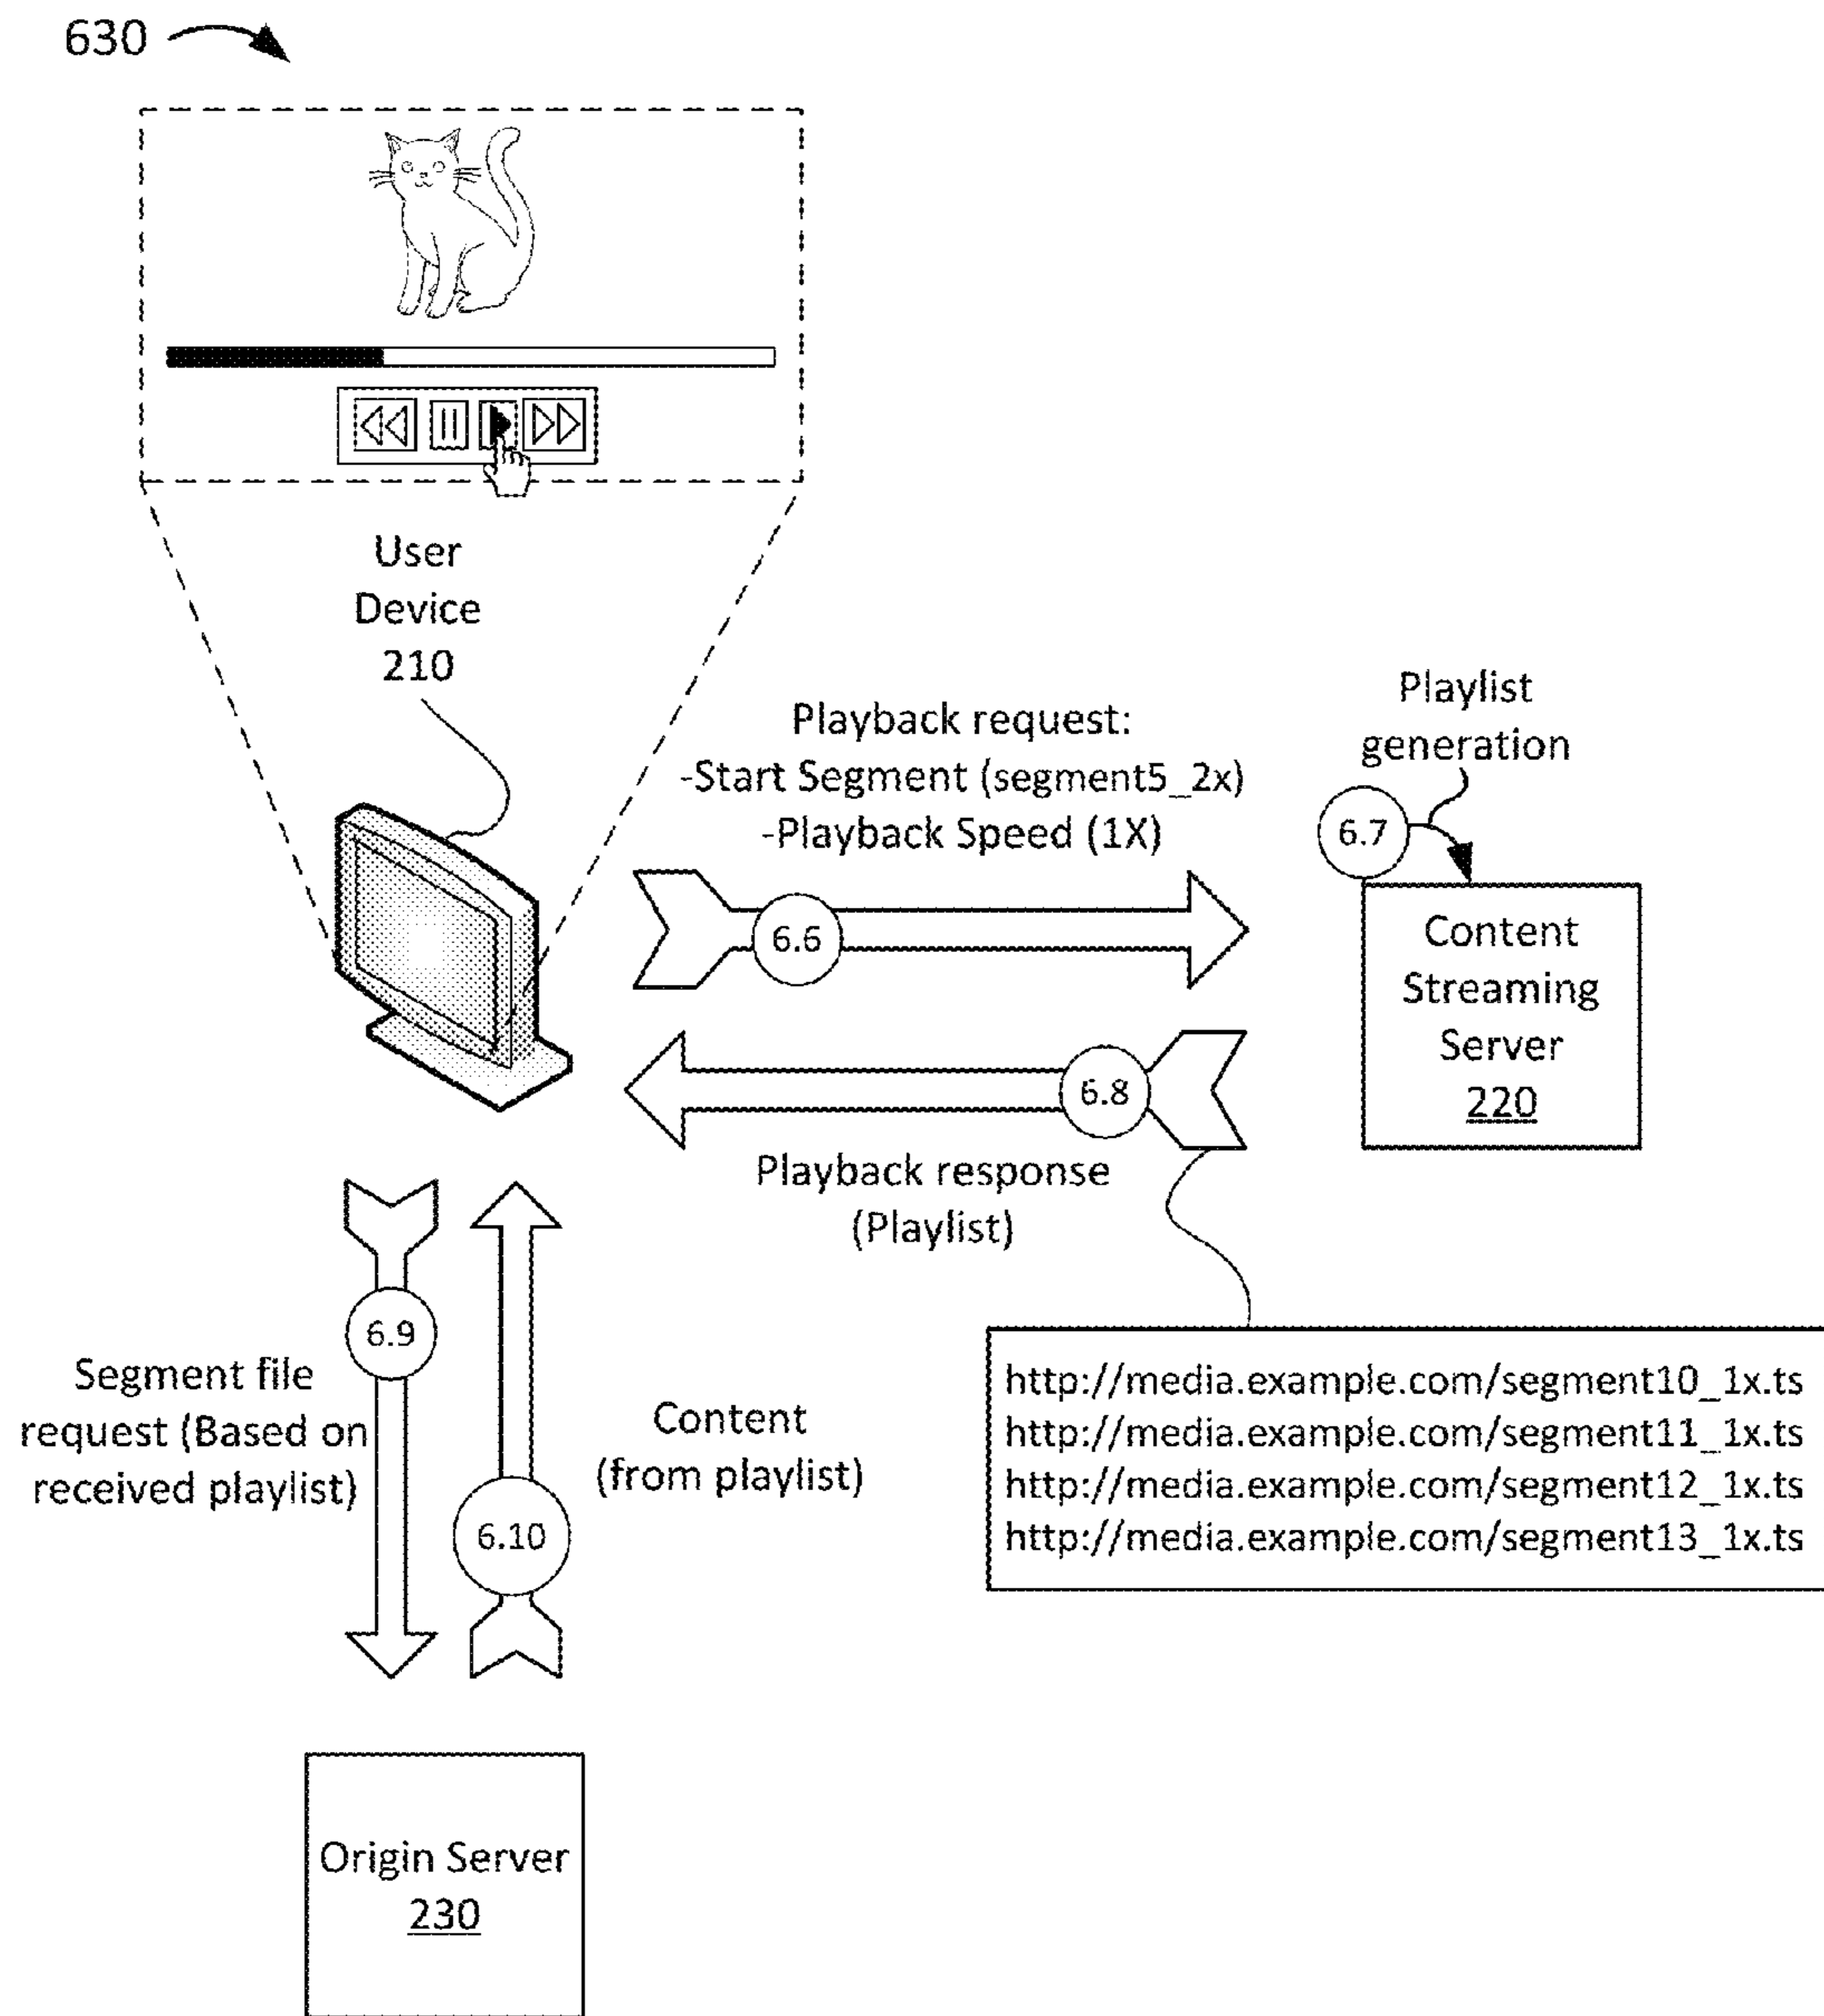 630
User
Device
210
Playback request:
-Start Segment (segment5_2x)
-Playback Speed (1X)
Playlist
generation
6.7
6.6
Content
Streaming
Server
220
6.8
Playback response
(Playlist)
6.9
Segment file
request (Based on
received playlist)
Content
(from playlist)
6.10
http://media.example.com/segment10_1x.ts
http://media.example.com/segment11_1x.ts
http://media.example.com/segment12_1x.ts
http://media.example.com/segment13_1x.ts
Origin Server
230